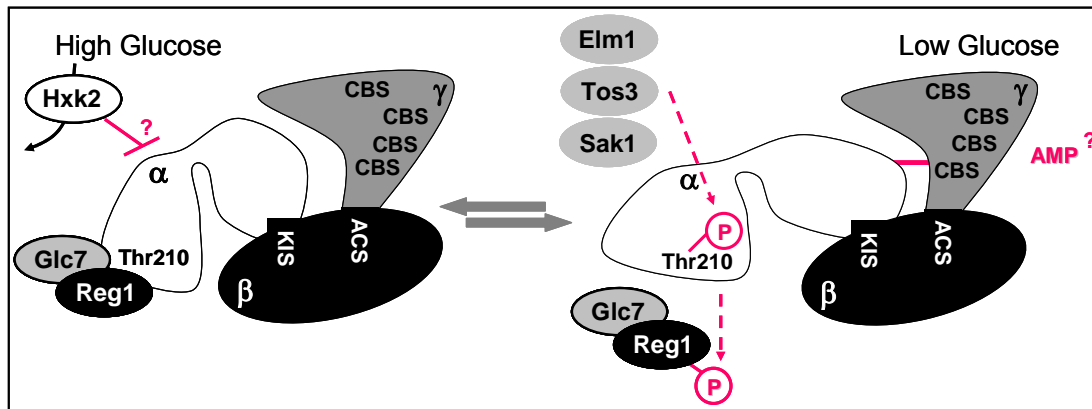 High Glucose
Hxk2
?
α
CBS
γ
CBS
CBS
CBS
Glc7
Thr210
Reg1
KIS
ACS
β
Elm1
Tos3
Sak1
Low Glucose
CBS
γ
CBS
CBS
CBS
AMP ?
α
P
Thr210
KIS
ACS
β
Glc7
Reg1
P